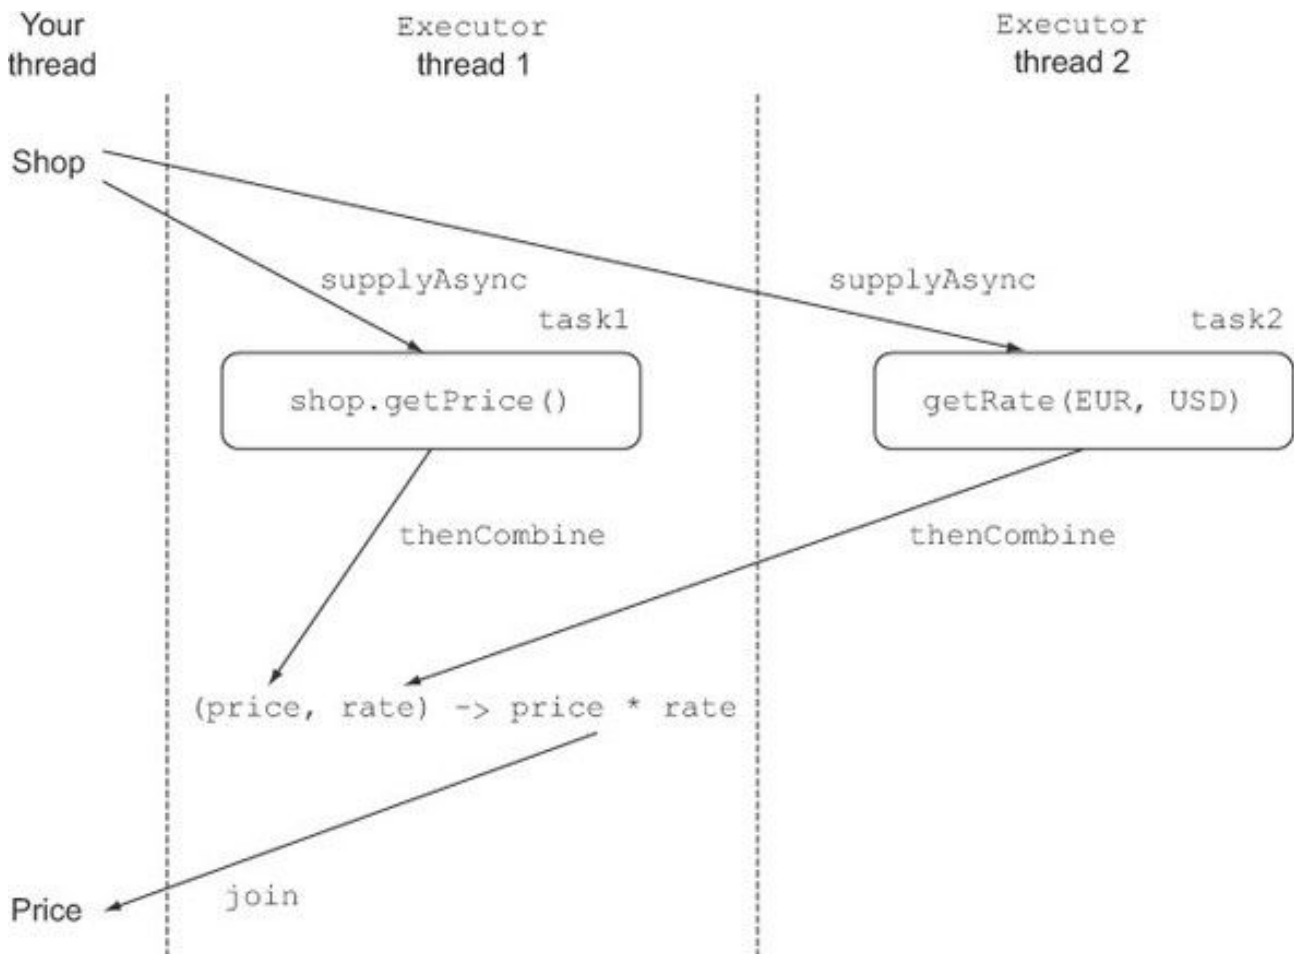 Your
thread
Executor
thread 1
Executor
thread 2
Shop
supplyAsync
supplyAsync
task1
task2
shop.getPrice()
getRate(EUR, USD)
thenCombine
thenCombine
(price, rate) -> price * rate
join
Price